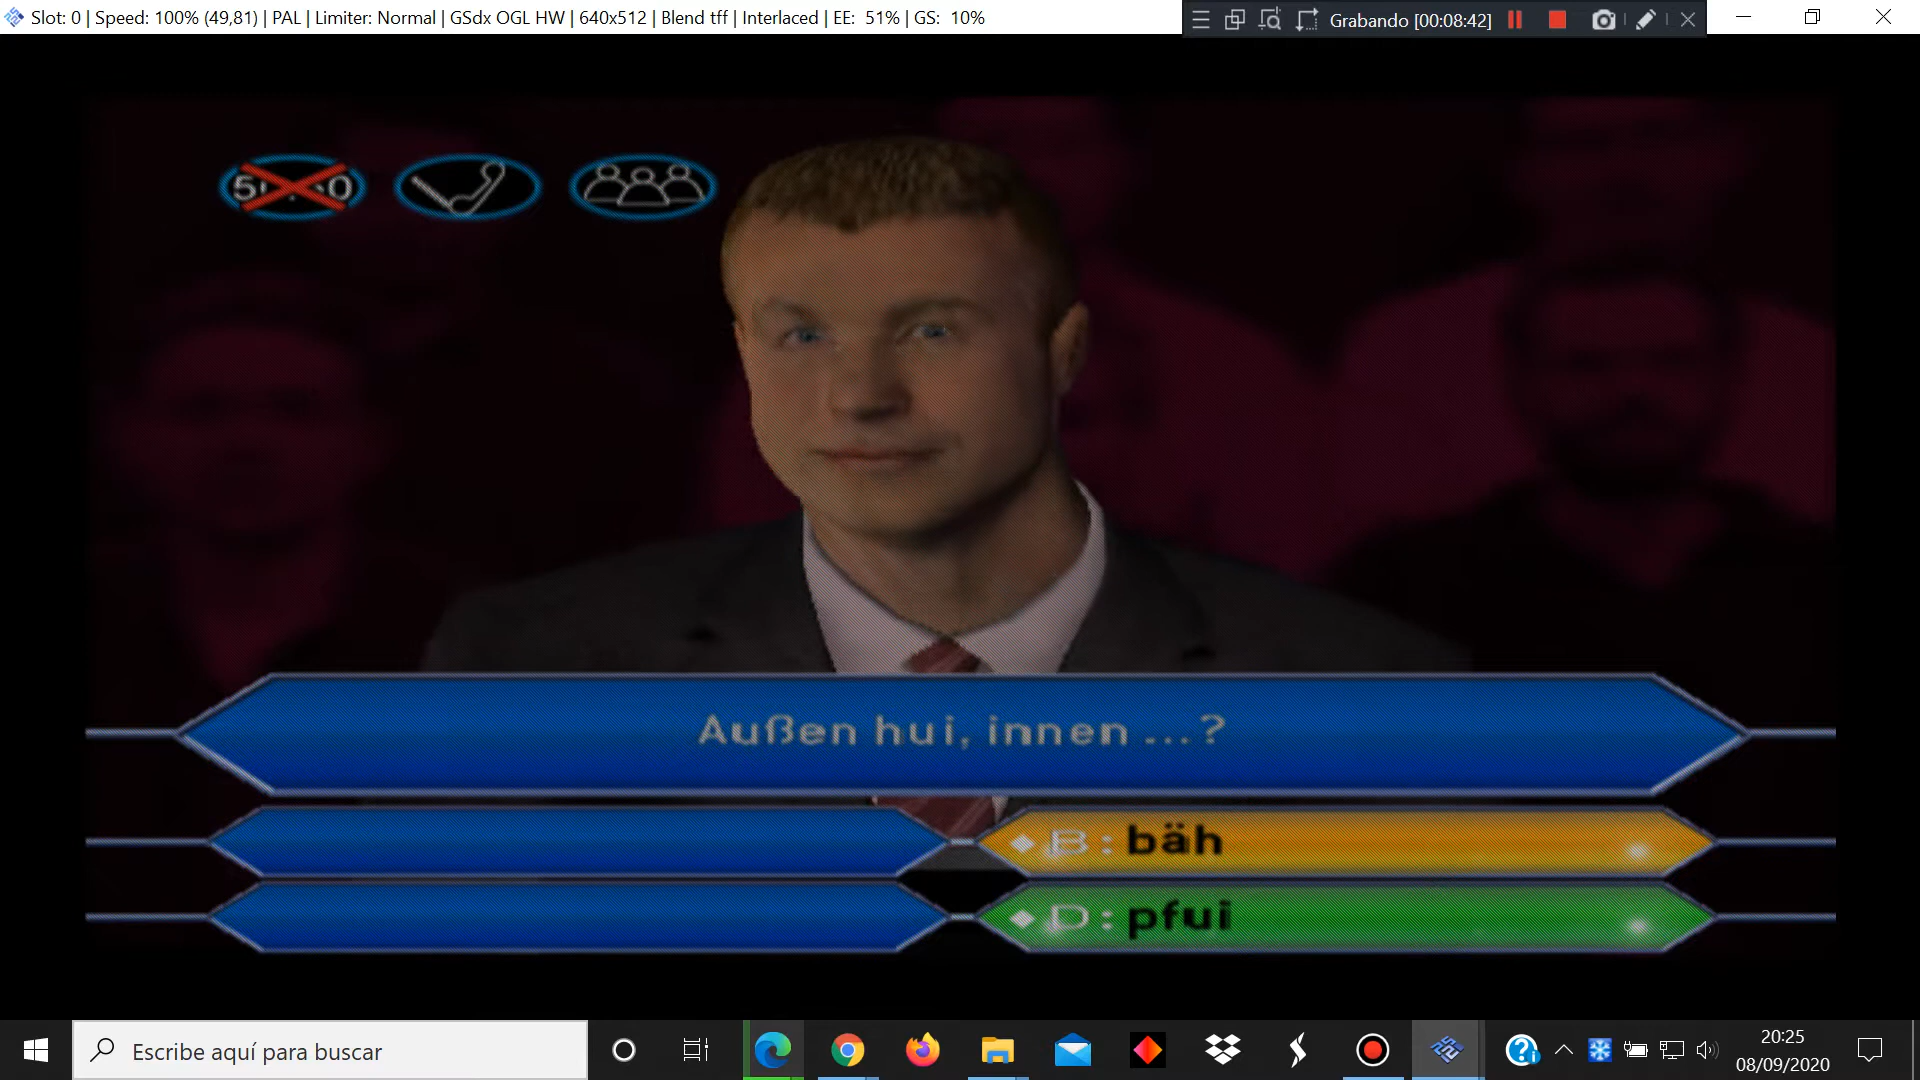 Slot: 0 | Speed: 100% (49,81) | PAL | Limiter: Normal | GSdx OGL HW | 640x512 | Blend tff | Interlaced | EE:  51% | GS:  10%
Grabando [00:08:42]
Außen hui, innen ...?
B: bäh
D: pfui
Escribe aquí para buscar
20:25
08/09/2020